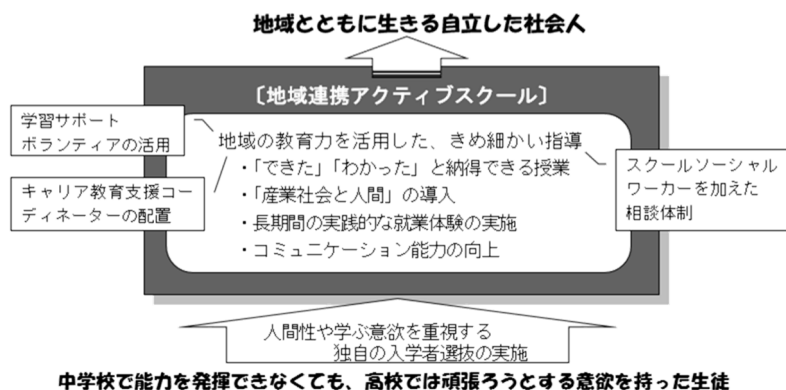 地域とともに生きる自立した社会人
〔地域連携アクティブスクール〕
学習サポート
ボランティアの活用
地域の教育力を活用した、きめ細かい指導
・「できた」「わかった」と納得できる授業
・「産業社会と人間」の導入
・長期間の実践的な就業体験の実施
・コミュニケーション能力の向上
キャリア教育支援コー
ディネーターの配置
スクールソーシャル
ワーカーを加えた
相談体制
人間性や学ぶ意欲を重視する
独自の入学者選抜の実施
中学校で能力を発揮できなくても、高校では頑張ろうとする意欲を持った生徒